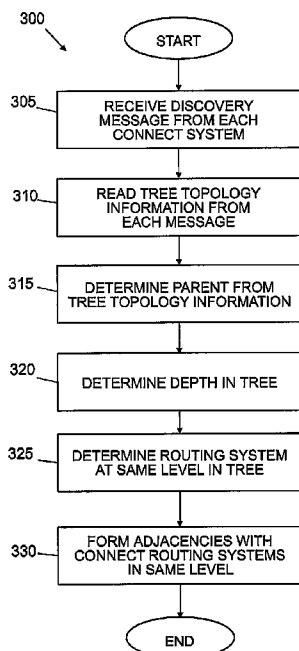 300
START
305
RECEIVE DISCOVERY
MESSAGE FROM EACH
CONNECT SYSTEM
310
READ TREE TOPOLOGY
INFORMATION FROM
EACH MESSAGE
315
DETERMINE PARENT FROM
TREE TOPOLOGY INFORMATION
320
DETERMINE DEPTH IN TREE
325
DETERMINE ROUTING SYSTEM
AT SAME LEVEL IN TREE
330
FORM ADJACENCIES WITH
CONNECT ROUTING SYSTEMS
IN SAME LEVEL
END